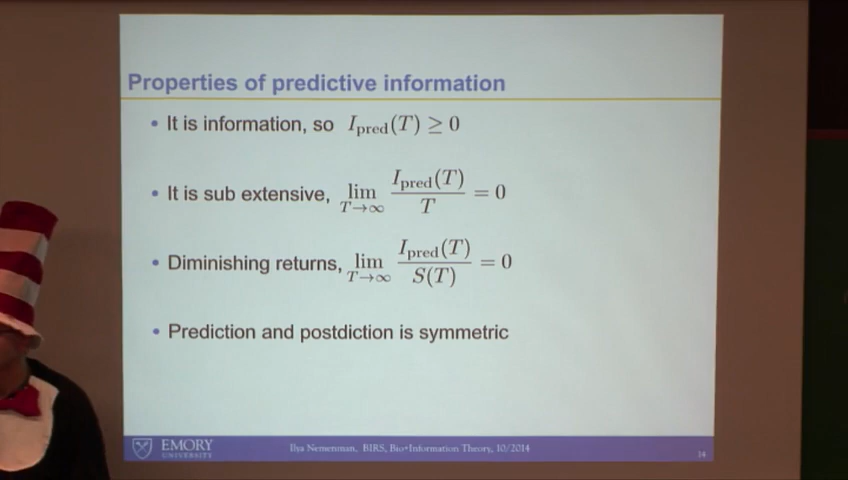 Properties of predictive information
• It is information, so I_pred(T) ≥ 0
• It is sub extensive, lim_{T→∞} I_pred(T)/T = 0
• Diminishing returns, lim_{T→∞} I_pred(T)/S(T) = 0
• Prediction and postdiction is symmetric
EMORY
UNIVERSITY
Ilya Nemenman, BIRS, Bio+Information Theory, 10/2014
14